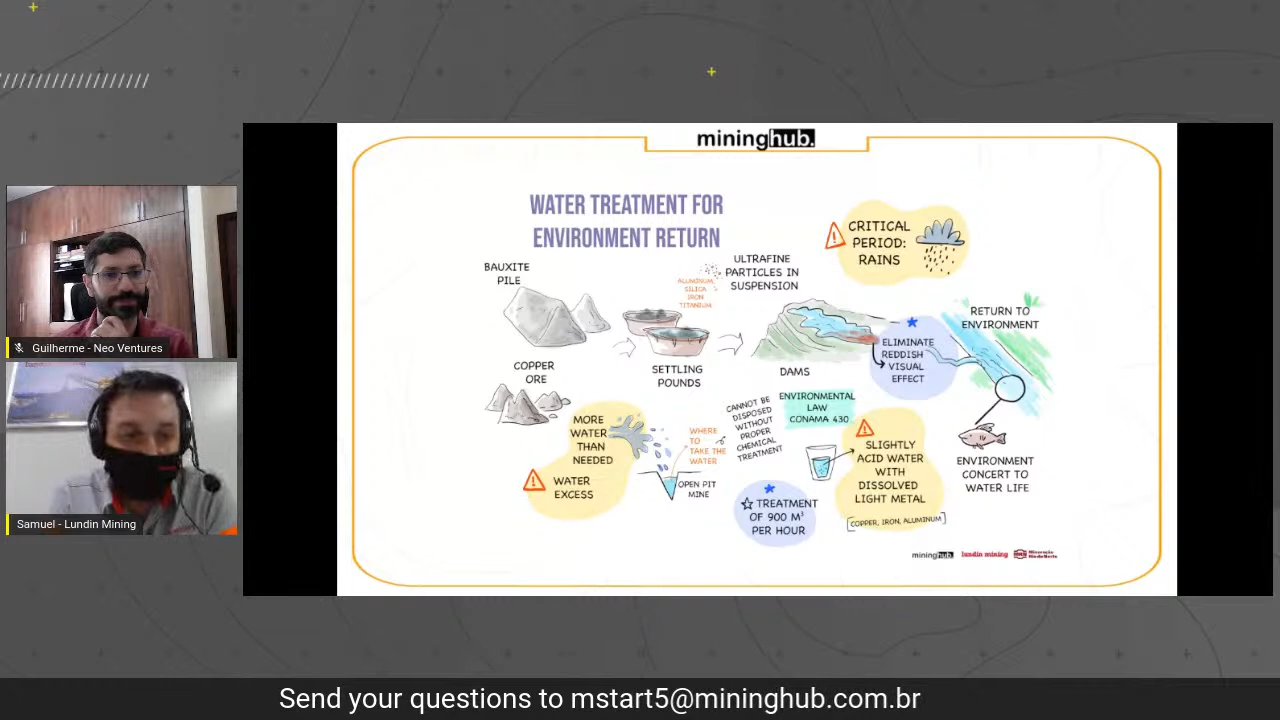 mininghub.
WATER TREATMENT FOR
ENVIRONMENT RETURN
CRITICAL
PERIOD:
RAINS
BAUXITE
PILE
ALUMINUM,
SILICA
IRON
TITANIUM
ULTRAFINE
PARTICLES IN
SUSPENSION
RETURN TO
ENVIRONMENT
ELIMINATE
REDDISH
VISUAL
EFFECT
COPPER
ORE
SETTLING
POUNDS
DAMS
MORE
WATER
THAN
NEEDED
WATER
EXCESS
WHERE
TO
TAKE THE
WATER
OPEN PIT
MINE
CANNOT BE
DISPOSED
WITHOUT
PROPER
CHEMICAL
TREATMENT
ENVIRONMENTAL
LAW
CONAMA 430
SLIGHTLY
ACID WATER
WITH
DISSOLVED
LIGHT METAL
[COPPER, IRON, ALUMINUM]
TREATMENT
OF 900 M³
PER HOUR
ENVIRONMENT
CONCERT TO
WATER LIFE
mininghub. lundin mining
Guilherme - Neo Ventures
Samuel - Lundin Mining
Send your questions to mstart5@mininghub.com.br